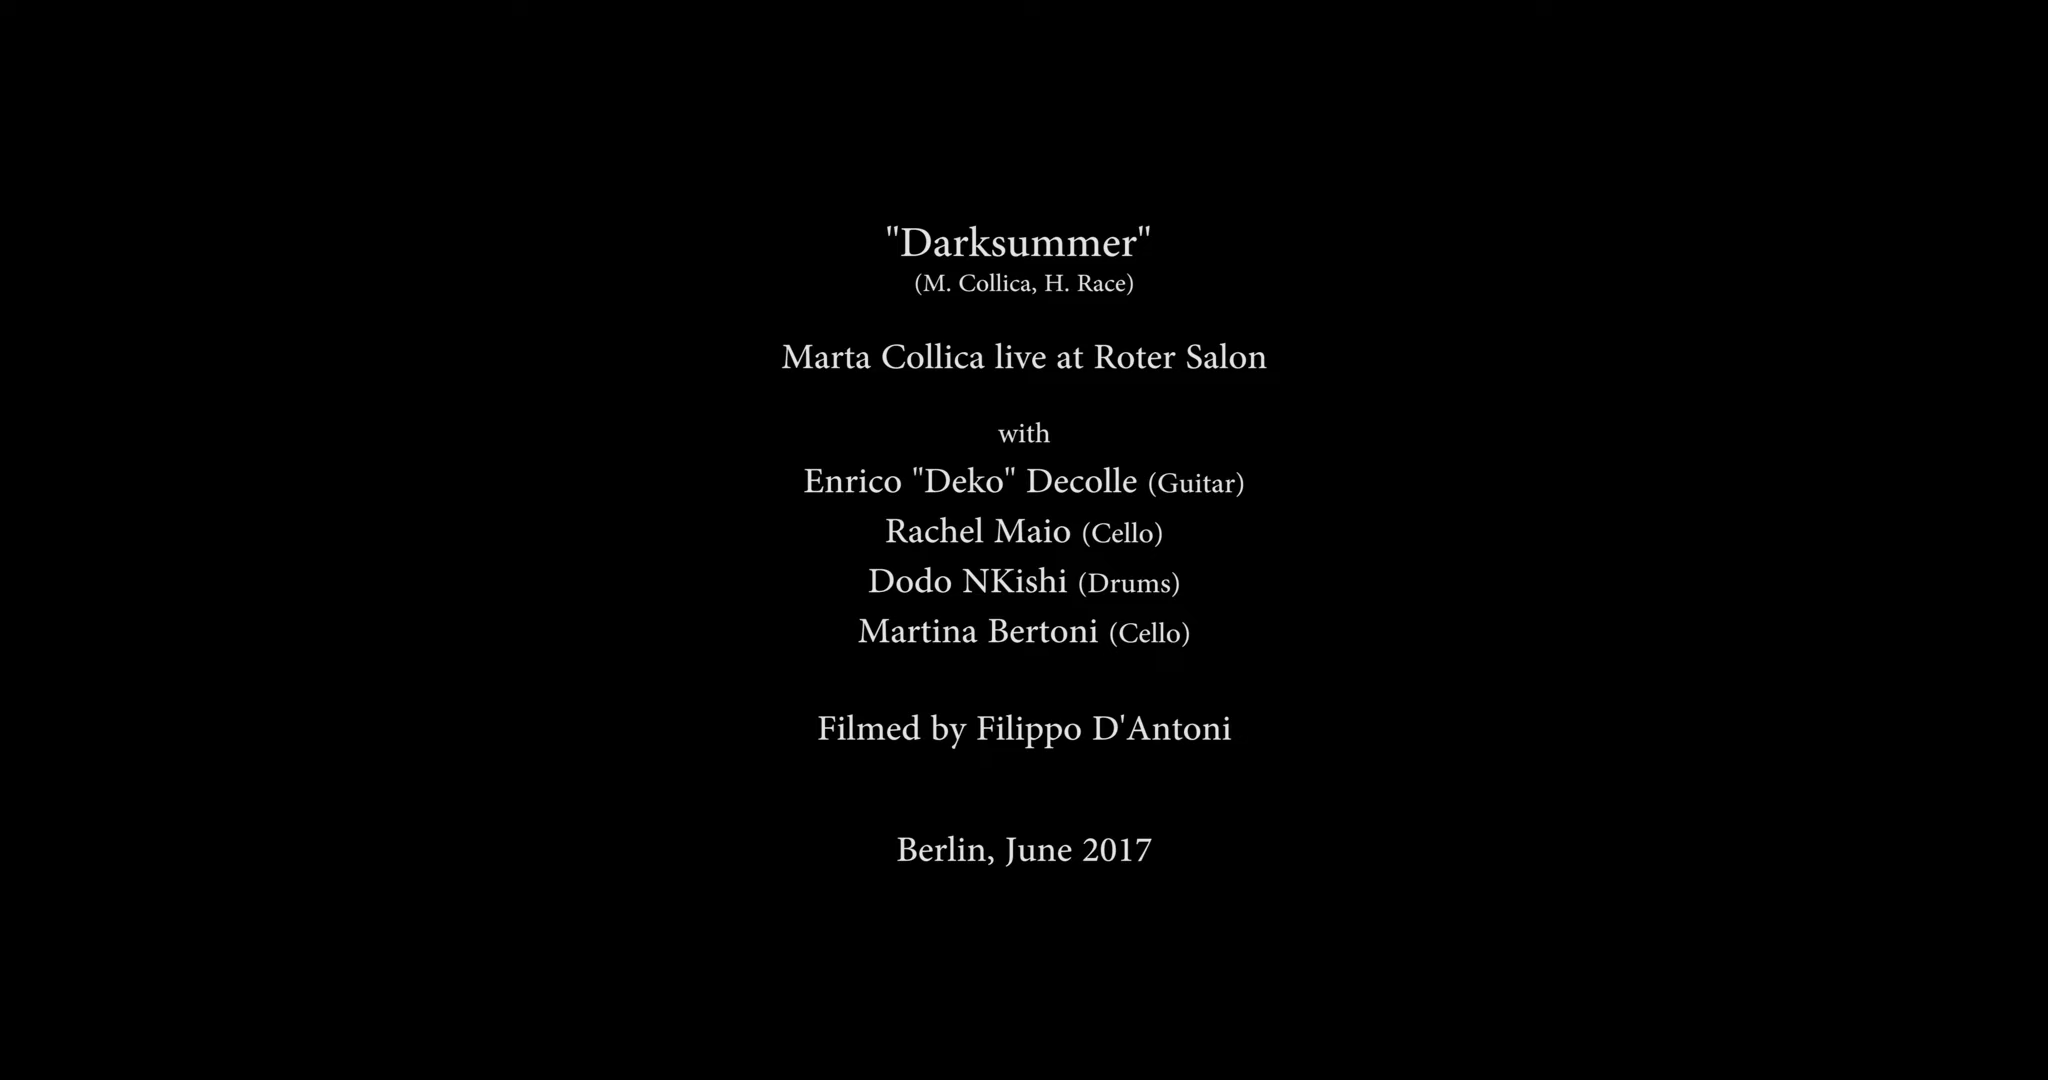 "Darksummer"
(M. Collica, H. Race)
Marta Collica live at Roter Salon
with
Enrico "Deko" Decolle (Guitar)
Rachel Maio (Cello)
Dodo NKishi (Drums)
Martina Bertoni (Cello)
Filmed by Filippo D'Antoni
Berlin, June 2017